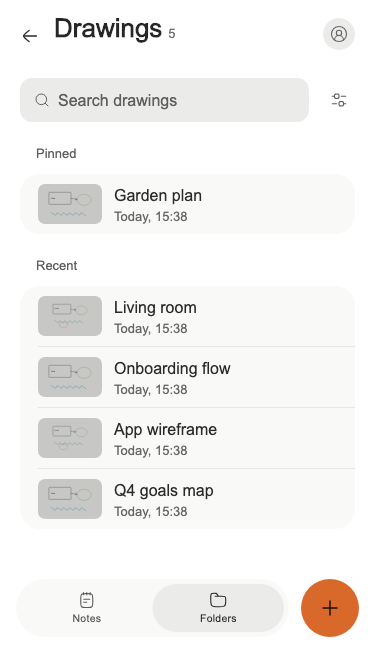 Drawings 5
Search drawings
Pinned
Garden plan
Today, 15:38
Recent
Living room
Today, 15:38
Onboarding flow
Today, 15:38
App wireframe
Today, 15:38
Q4 goals map
Today, 15:38
Notes
Folders